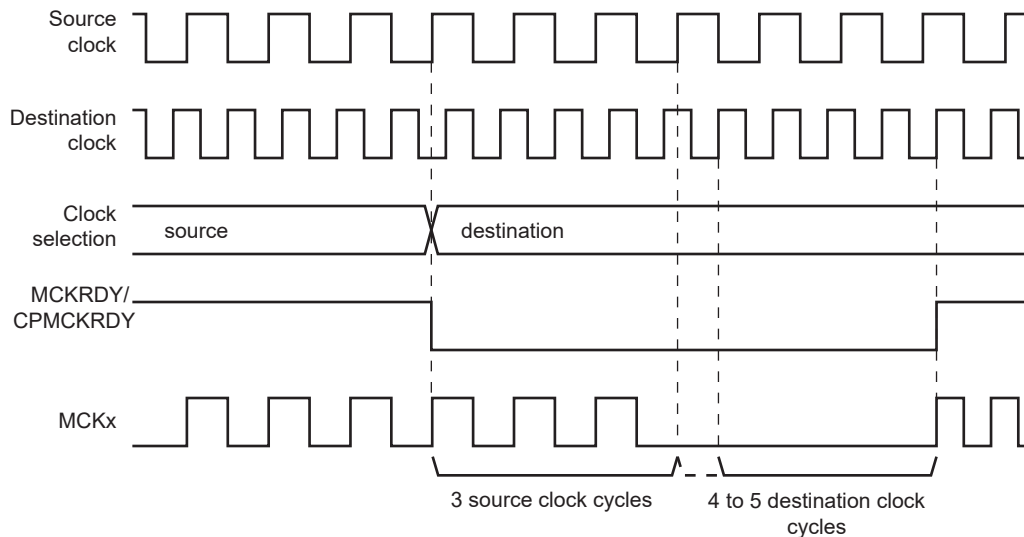 Source
clock
Destination
clock
Clock
selection
source
destination
MCKRDY/
CPMCKRDY
MCKx
3 source clock cycles
4 to 5 destination clock
cycles